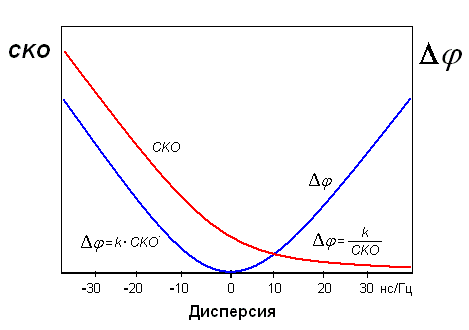 СКО
Δφ
СКО
Δφ
Δφ=k·СКО
Δφ=k/СКО
-30 -20 -10 0 10 20 30 нс/Гц
Дисперсия